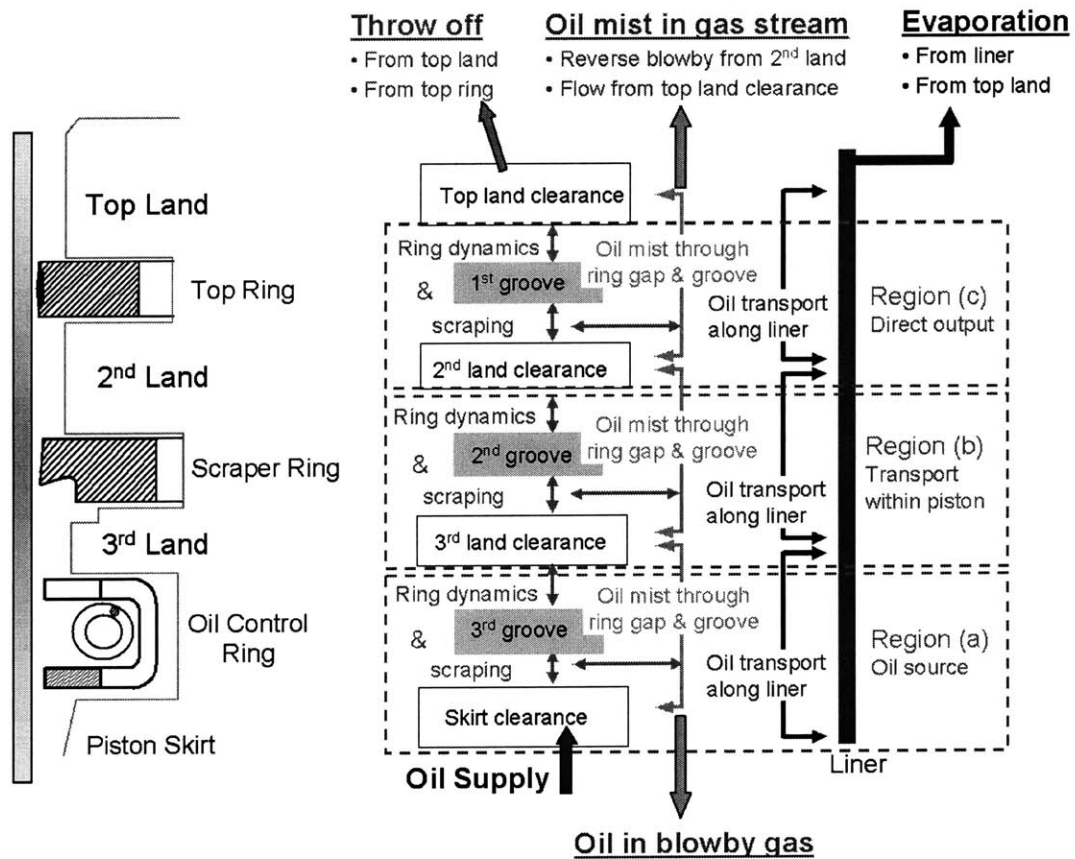 Throw off
• From top land
• From top ring
Oil mist in gas stream
• Reverse blowby from 2nd land
• Flow from top land clearance
Evaporation
• From liner
• From top land
Top Land
Top Ring
2nd Land
Scraper Ring
3rd Land
Oil Control
Ring
Piston Skirt
Top land clearance
Ring dynamics
&
1st groove
scraping
Oil mist through
ring gap & groove
Oil transport
along liner
Region (c)
Direct output
2nd land clearance
Ring dynamics
&
2nd groove
scraping
Oil mist through
ring gap & groove
Oil transport
along liner
Region (b)
Transport
within piston
3rd land clearance
Ring dynamics
&
3rd groove
scraping
Oil mist through
ring gap & groove
Oil transport
along liner
Region (a)
Oil source
Skirt clearance
Oil Supply
Liner
Oil in blowby gas